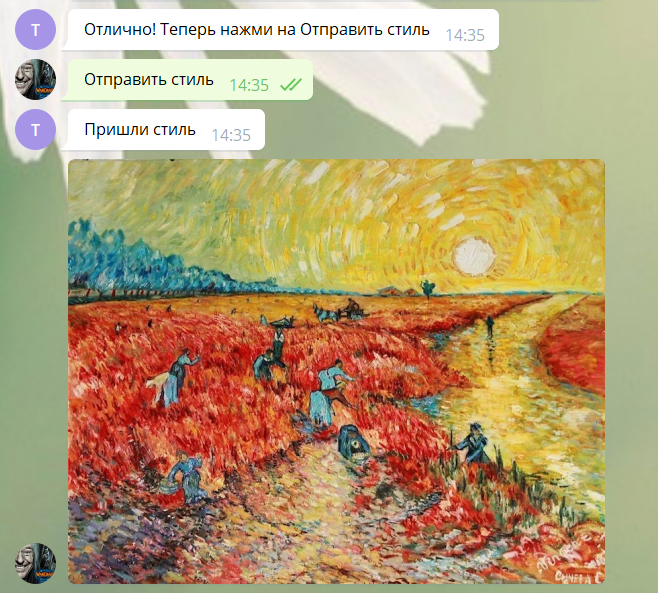 Отлично! Теперь нажми на Отправить стиль 14:35
Отправить стиль 14:35
Пришли стиль 14:35
T
T